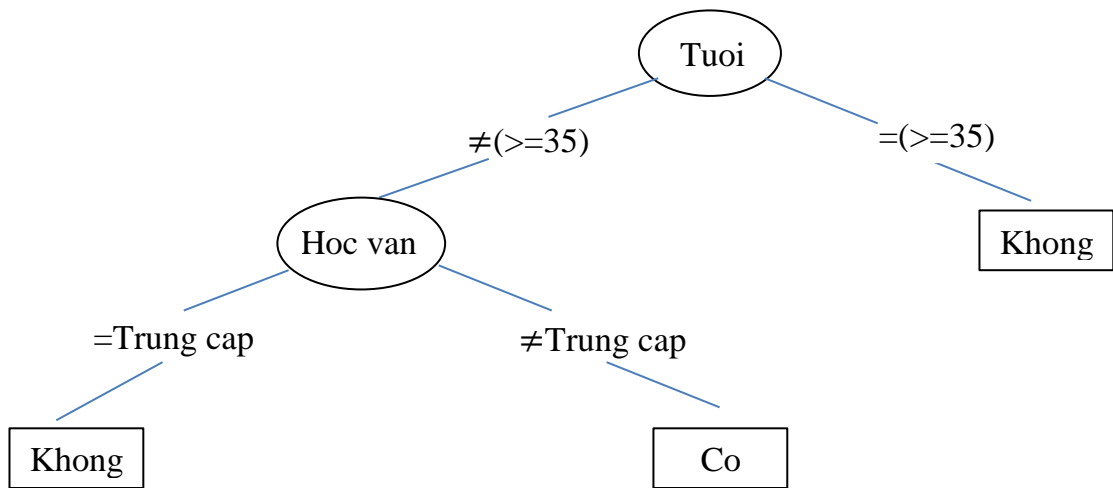 Tuoi
≠(>=35)
=(>=35)
Hoc van
Khong
=Trung cap
≠Trung cap
Khong
Co